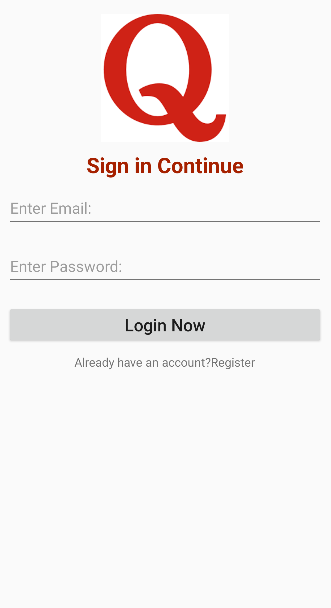 Q
Sign in Continue
Enter Email:
Enter Password:
Login Now
Already have an account?Register